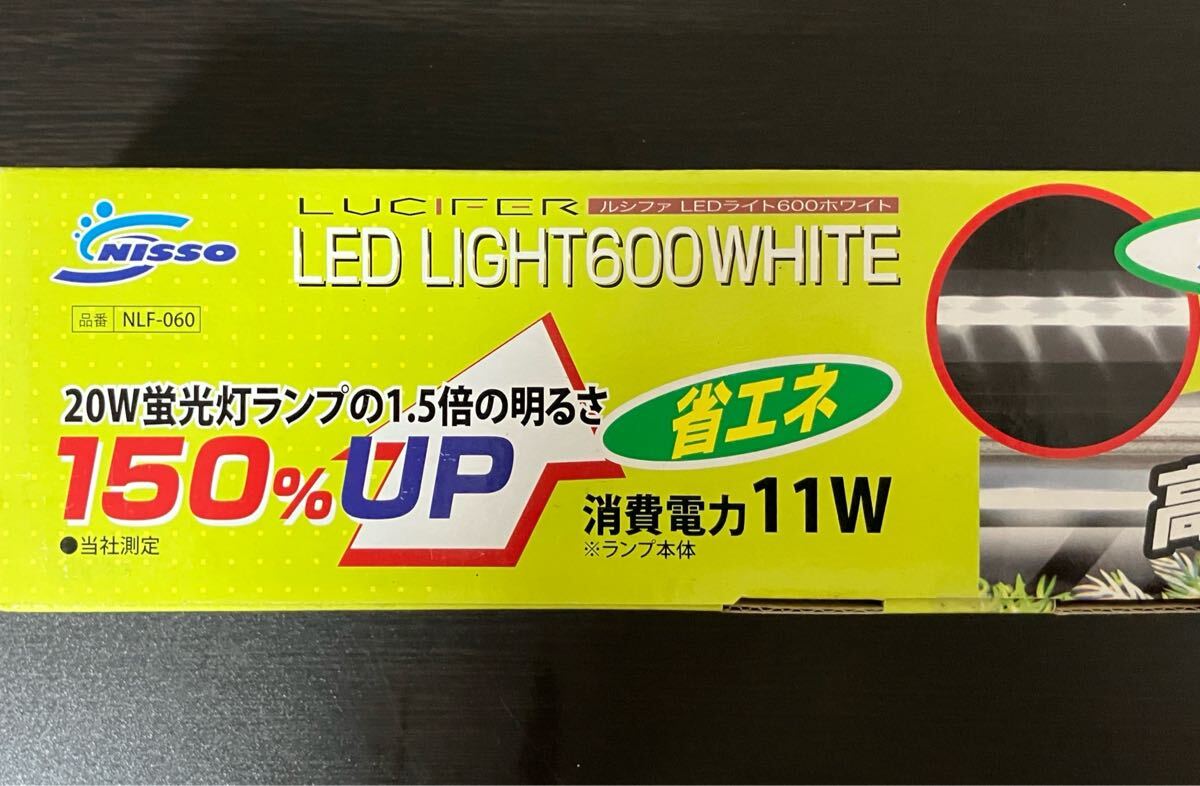 NISSO
LUCIFER ルシファ LEDライト600ホワイト
LED LIGHT600WHITE
品番 NLF-060
20W蛍光灯ランプの1.5倍の明るさ
150%UP
省エネ
消費電力11W
※ランプ本体
●当社測定
高